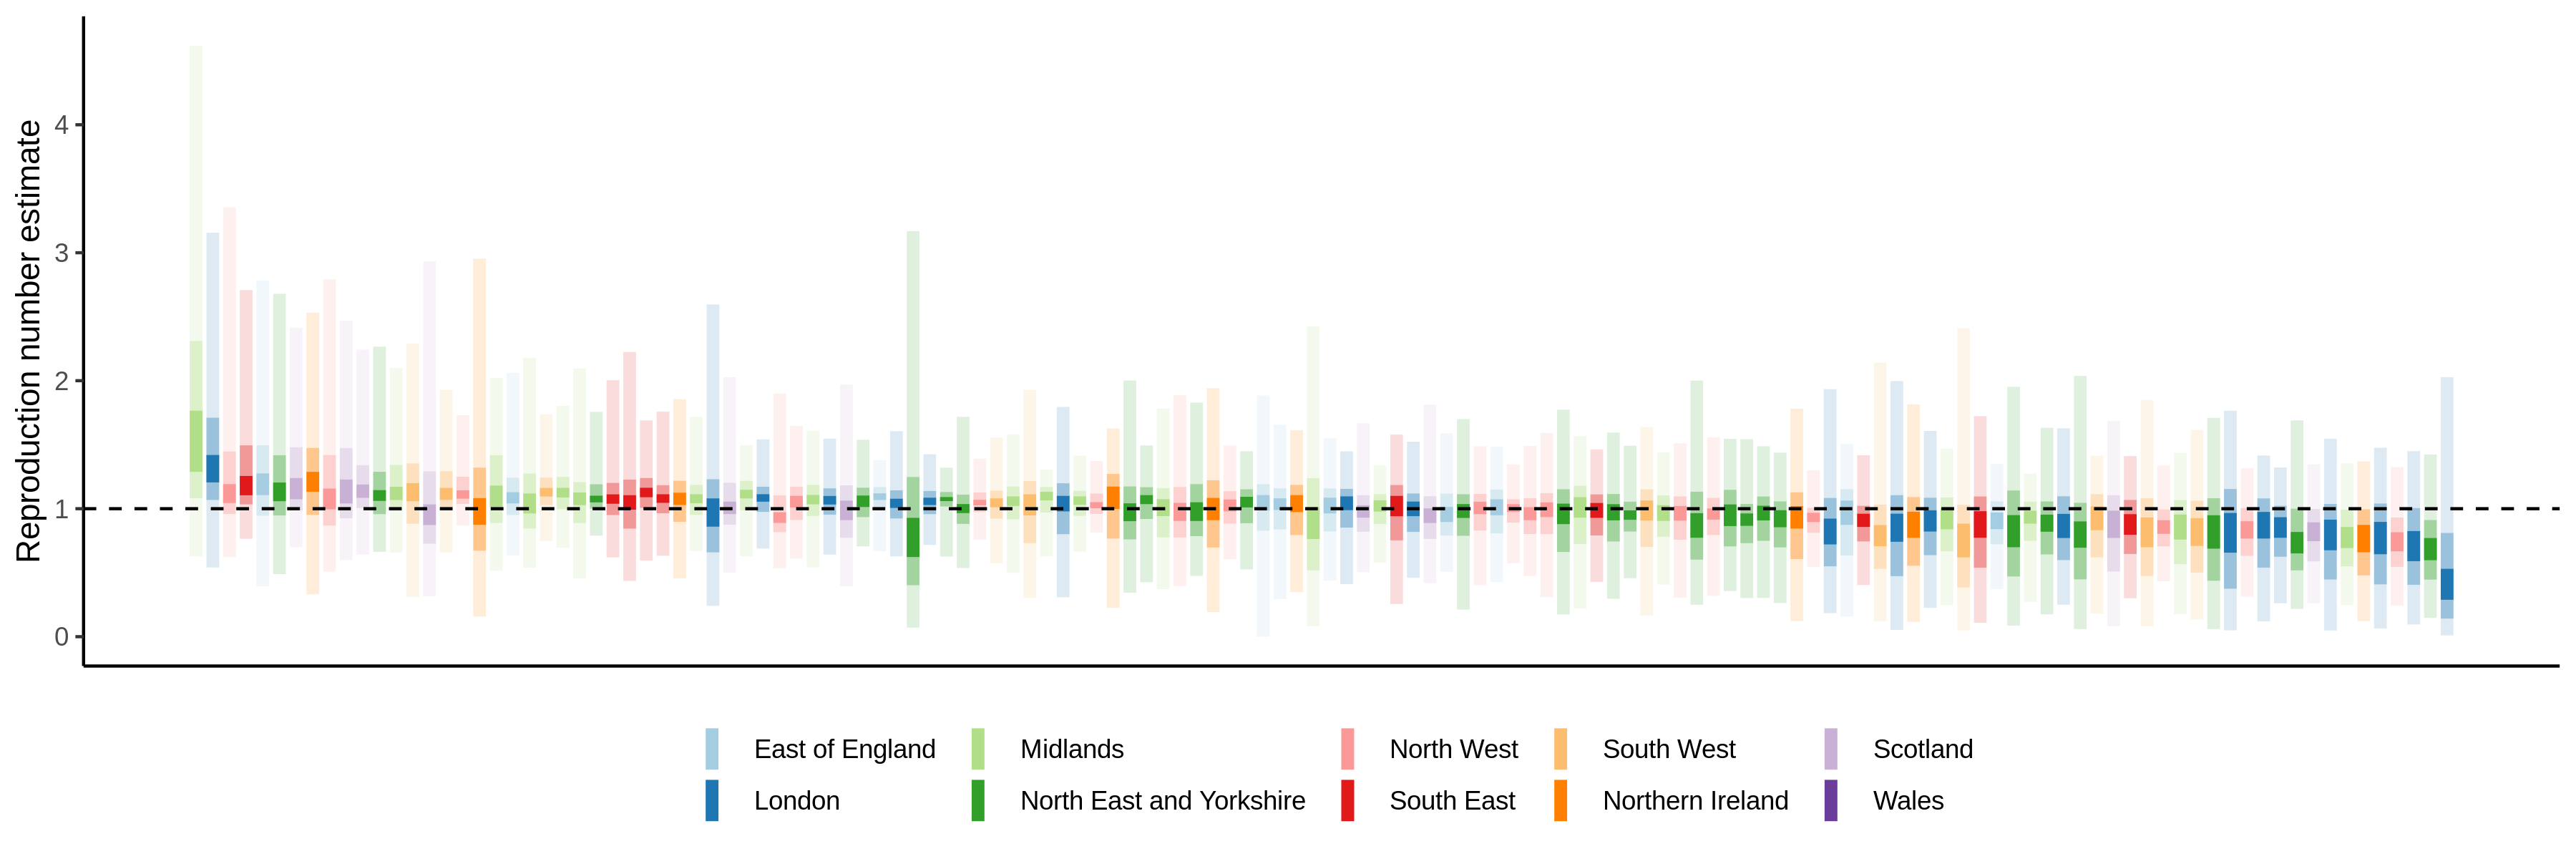 Reproduction number estimate
4
3
2
1
0
East of England
Midlands
North West
South West
Scotland
London
North East and Yorkshire
South East
Northern Ireland
Wales